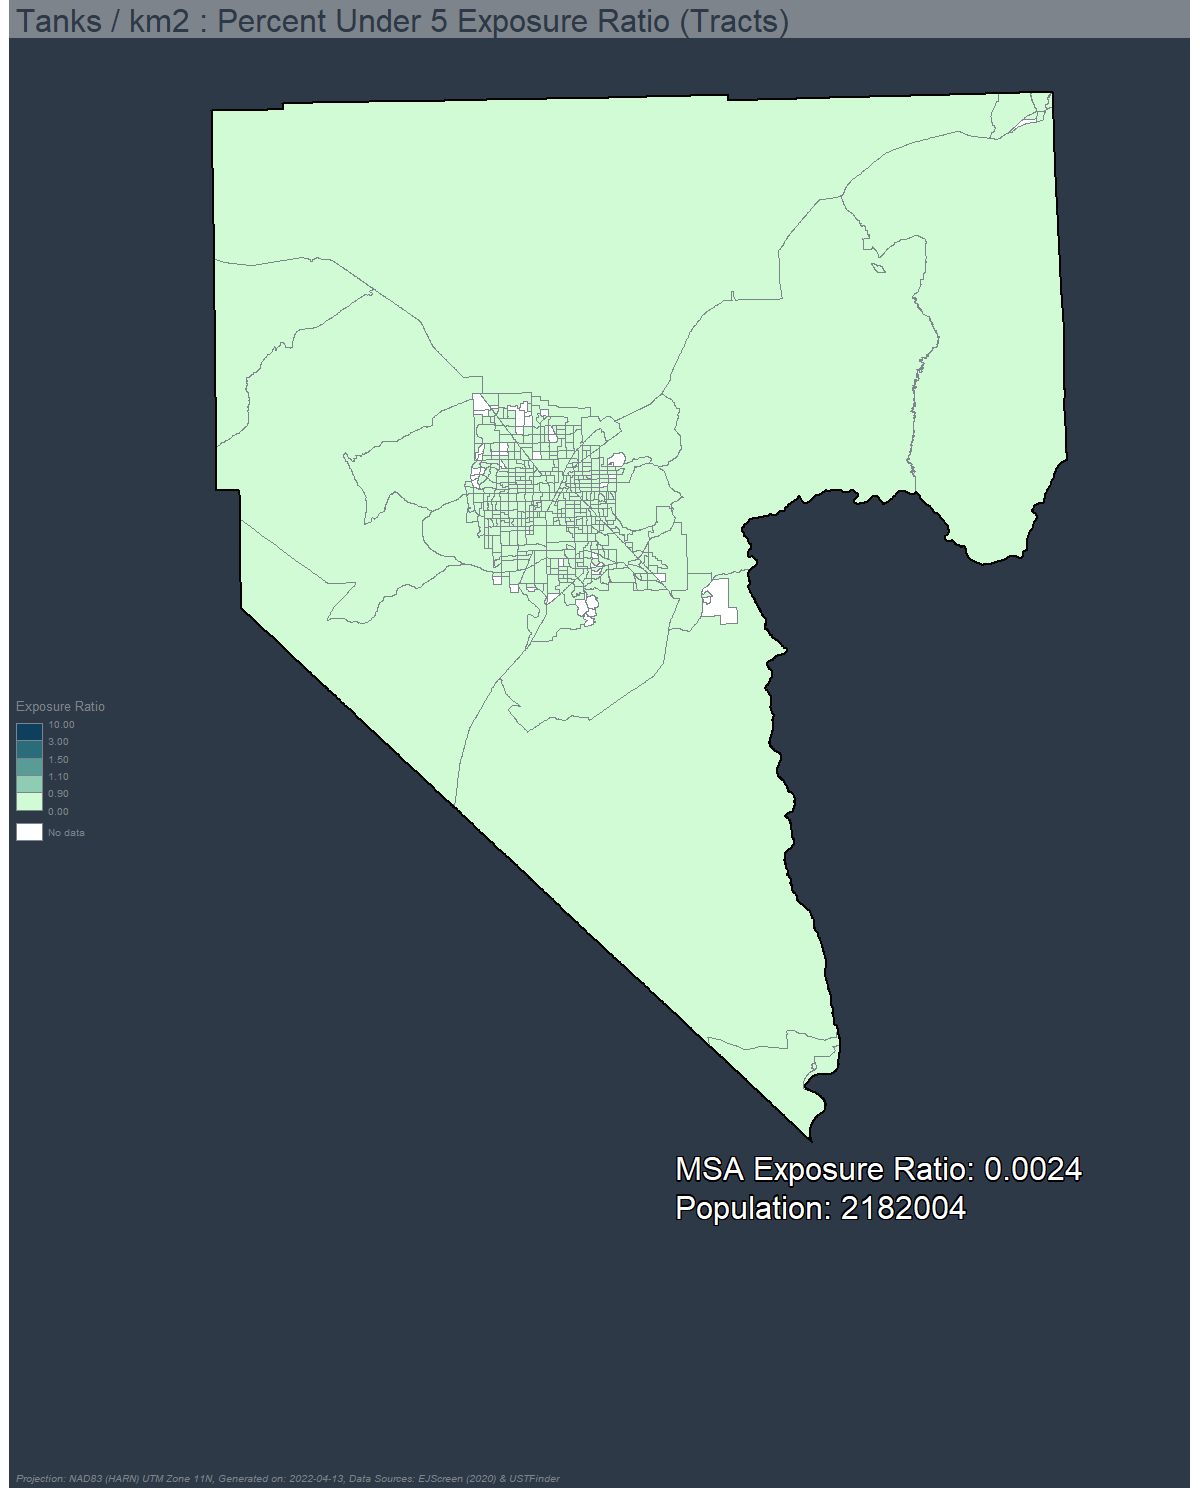 Tanks / km2 : Percent Under 5 Exposure Ratio (Tracts)
Exposure Ratio
10.00
3.00
1.50
1.10
0.90
0.00
No data
MSA Exposure Ratio: 0.0024
Population: 2182004
Projection: NAD83 (HARN) UTM Zone 11N, Generated on: 2022-04-13, Data Sources: EJScreen (2020) & USTFinder